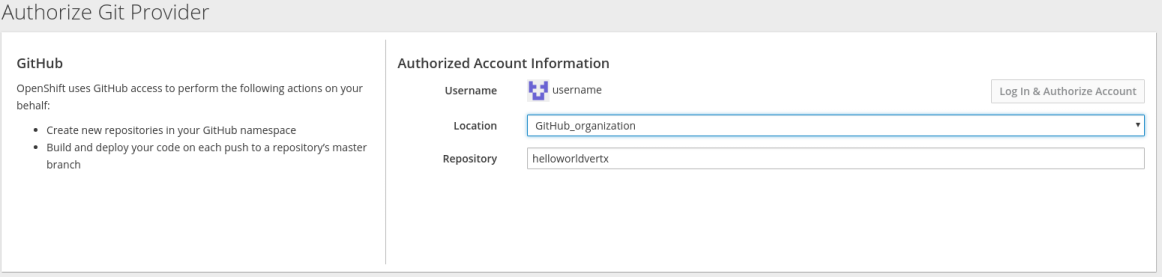 Authorize Git Provider
GitHub
OpenShift uses GitHub access to perform the following actions on your
behalf:
• Create new repositories in your GitHub namespace
• Build and deploy your code on each push to a repository's master
branch
Authorized Account Information
Username username Log In & Authorize Account
Location GitHub_organization
Repository helloworldvertx